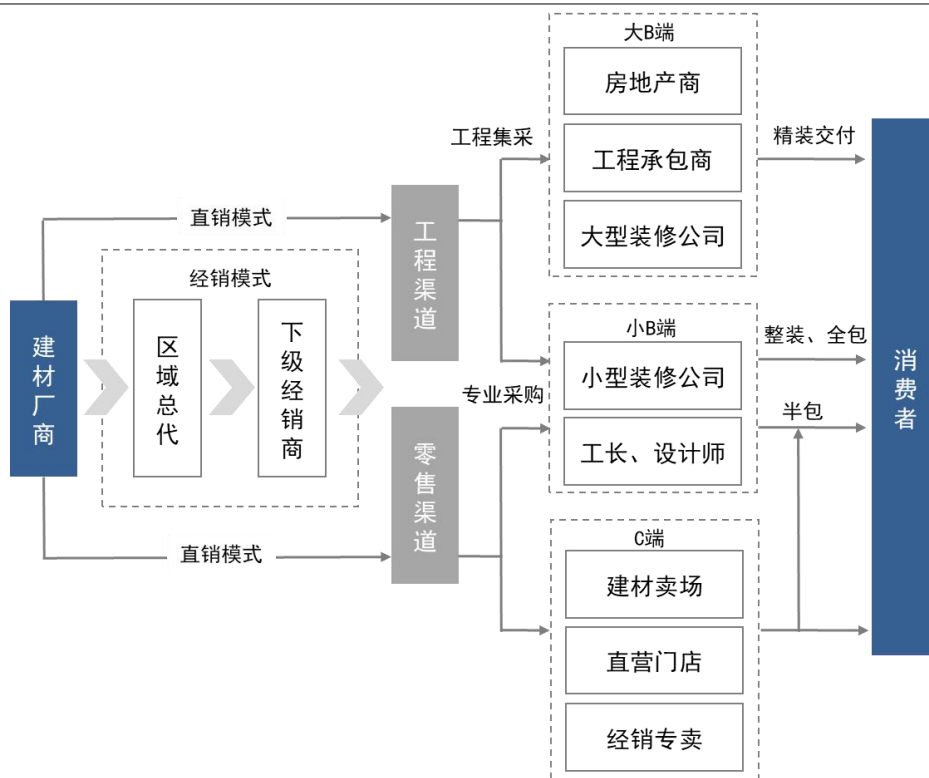 建材厂商
直销模式
经销模式
区域总代
下级经销商
直销模式
工程渠道
零售渠道
工程集采
专业采购
大B端
房地产商
工程承包商
大型装修公司
小B端
小型装修公司
工长、设计师
C端
建材卖场
直营门店
经销专卖
精装交付
整装、全包
半包
消费者